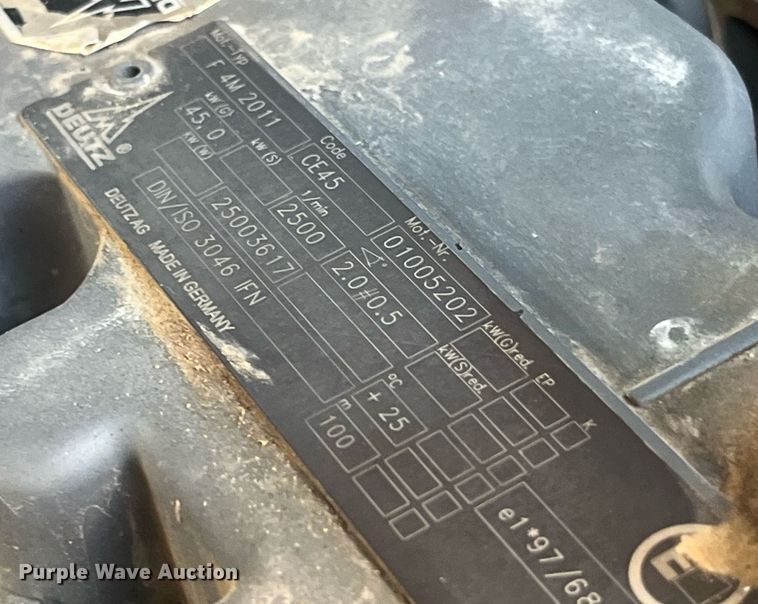 DEUTZ®
Mot.-Typ
F 4M 2011
Code
CE45
Mot.-Nr.
01005202
kW(G)
45,0
kW(S)
1/min
2500
2.0#0.5
kW(G)red.
EP
K
kW(W)
25003617
kW(S)red.
DIN/ISO 3046 IFN
°C
+ 25
m
100
e1*97/68
E
DEUTZ AG MADE IN GERMANY
Purple Wave Auction